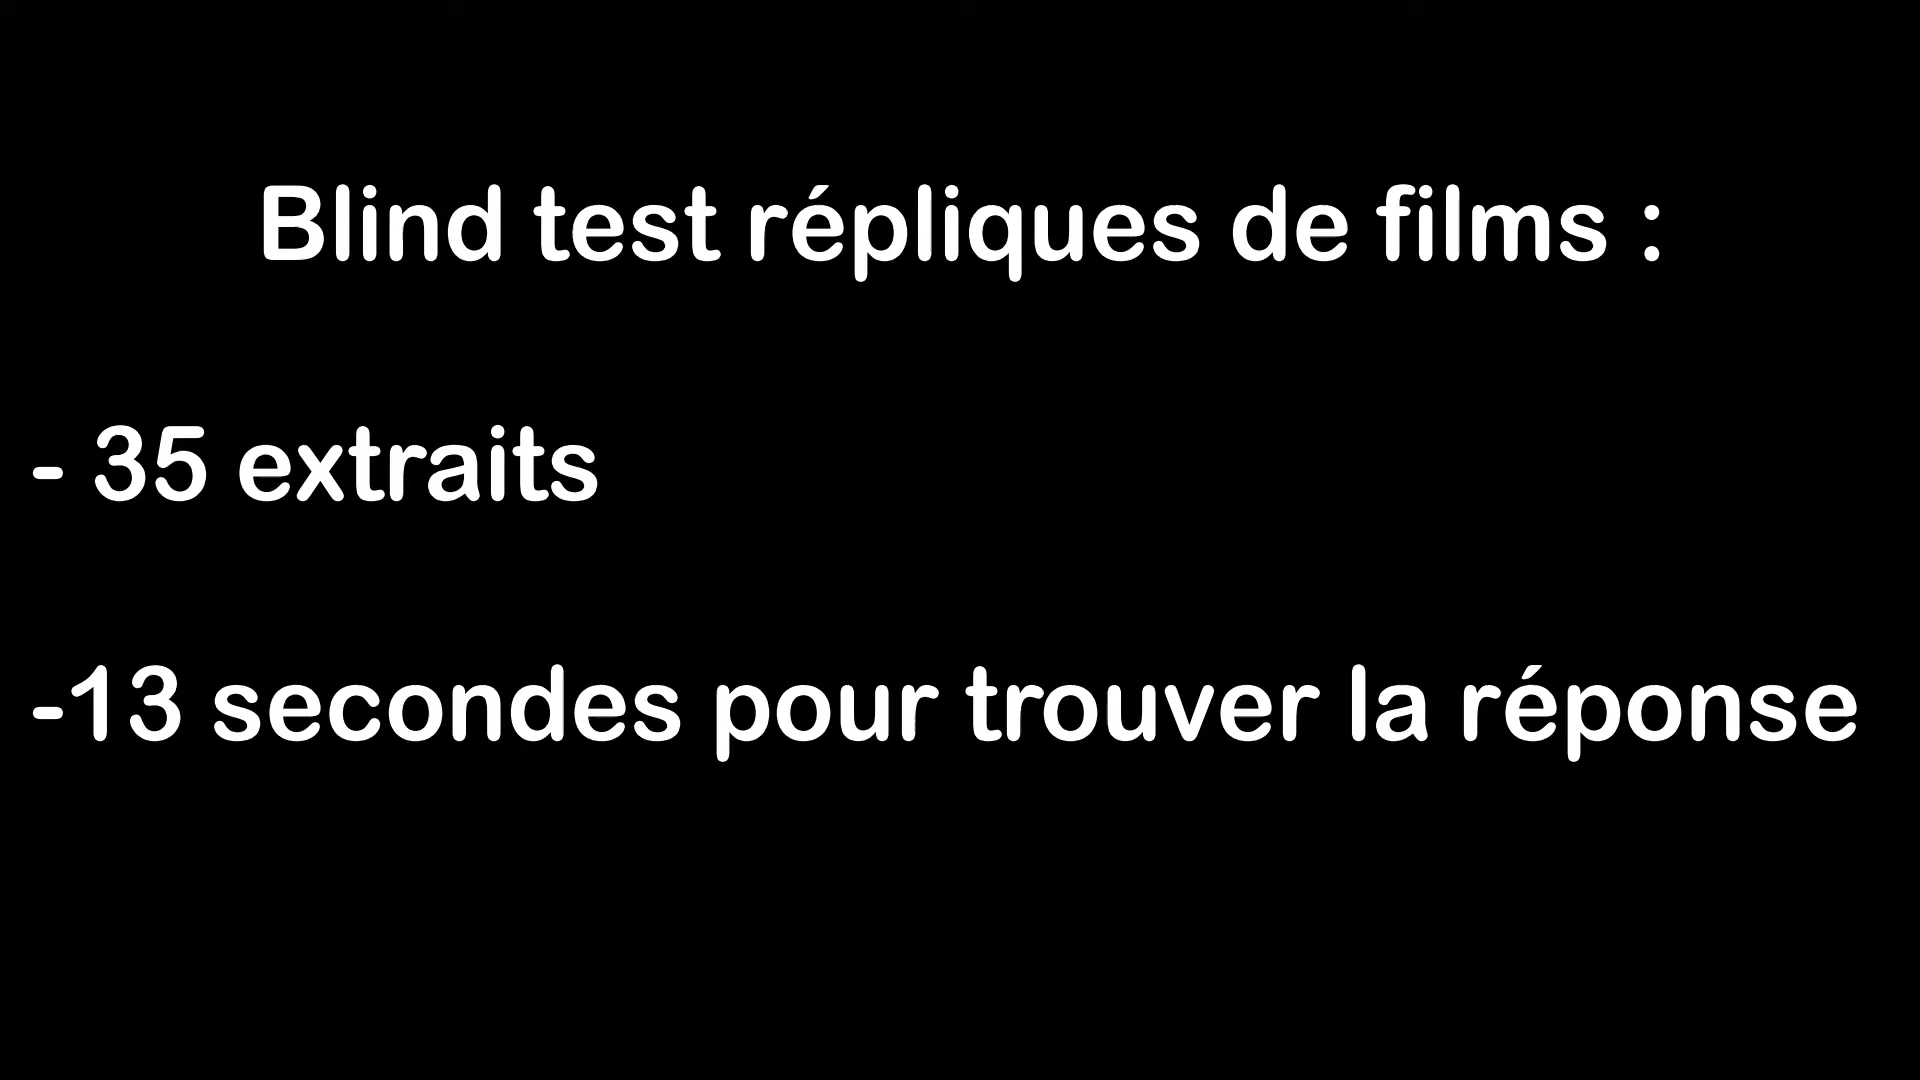 Blind test répliques de films :
- 35 extraits
-13 secondes pour trouver la réponse